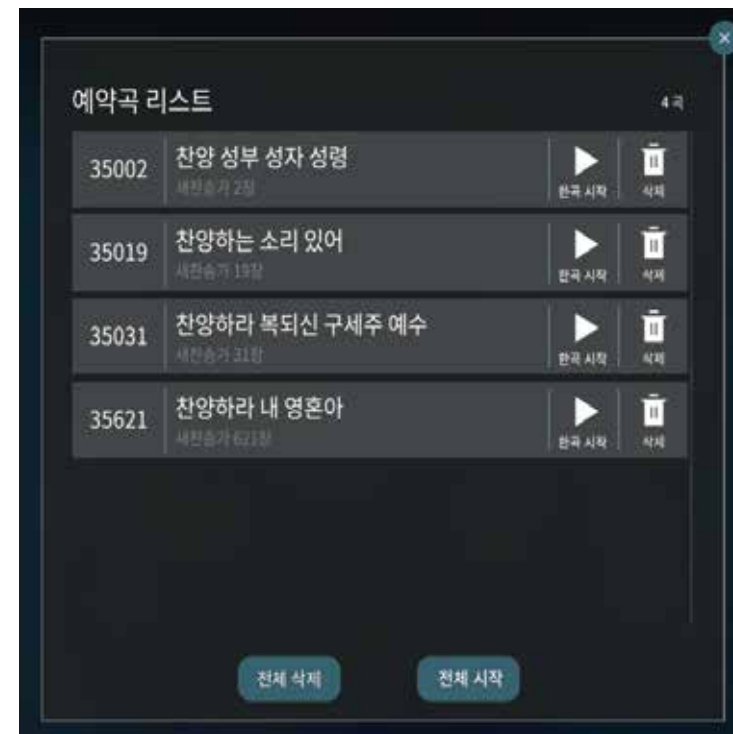 예약곡 리스트
4 곡
35002
찬양 성부 성자 성령
새찬송가 2장
한곡 시작
삭제
35019
찬양하는 소리 있어
새찬송가 19장
한곡 시작
삭제
35031
찬양하라 복되신 구세주 예수
새찬송가 31장
한곡 시작
삭제
35621
찬양하라 내 영혼아
새찬송가 621장
한곡 시작
삭제
전체 삭제
전체 시작